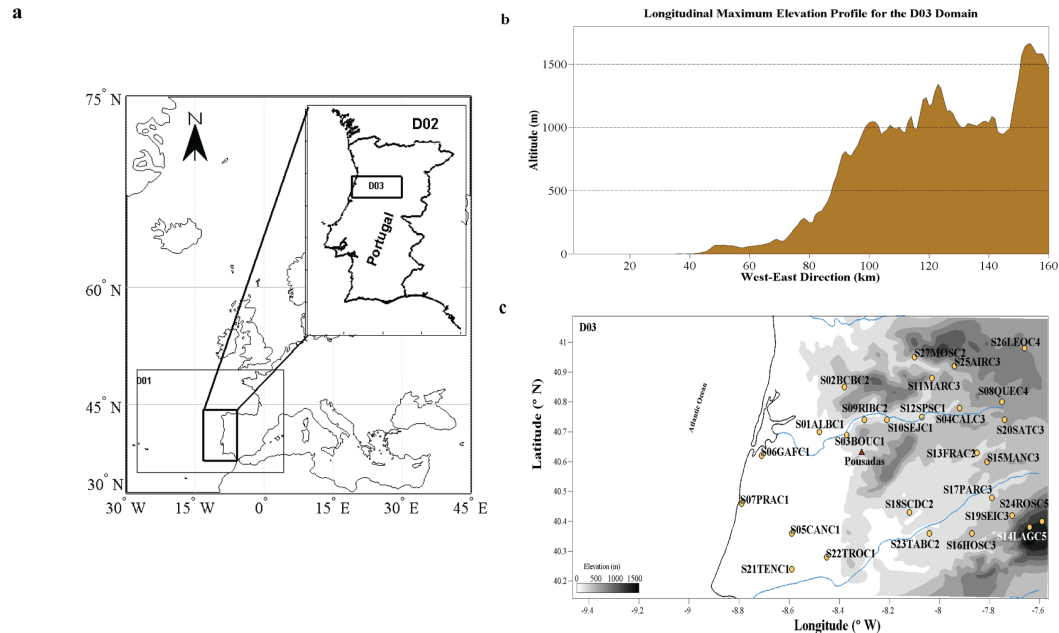 a
75° N
60° N
45° N
30° N
30 W
15° W
0
15° E
30° E
45° E
N
D01
D02
D03
Portugal
b
Longitudinal Maximum Elevation Profile for the D03 Domain
Altitude (m)
1500
1000
500
0
20 40 60 80 100 120 140 160
West-East Direction (km)
c
D03
Latitude (° N)
41
40.9
40.8
40.7
40.6
40.5
40.4
40.3
40.2
Atlantic Ocean
S26LEOC4
S27MOSC2
S25AIRC3
S02BCBC2
S11MARC3
S08QUEC4
S09RIBC2
S12SPSC1
S01ALBC1
S04CALC3
S10SEJC1
S20SATC3
S03BOUC1
S06GAFC1
Pousadas
S13FRAC2
S15MANC3
S17PARC3
S07PRAC1
S18SCDC2
S24ROSC5
S19SEIC3
S05CANC1
S14LAGC5
S23TABC2
S16HOSC3
S22TROC1
S21TENC1
Elevation (m)
0 500 1000 1500
-9.4 -9.2 -9 -8.8 -8.6 -8.4 -8.2 -8 -7.8 -7.6
Longitude (° W)